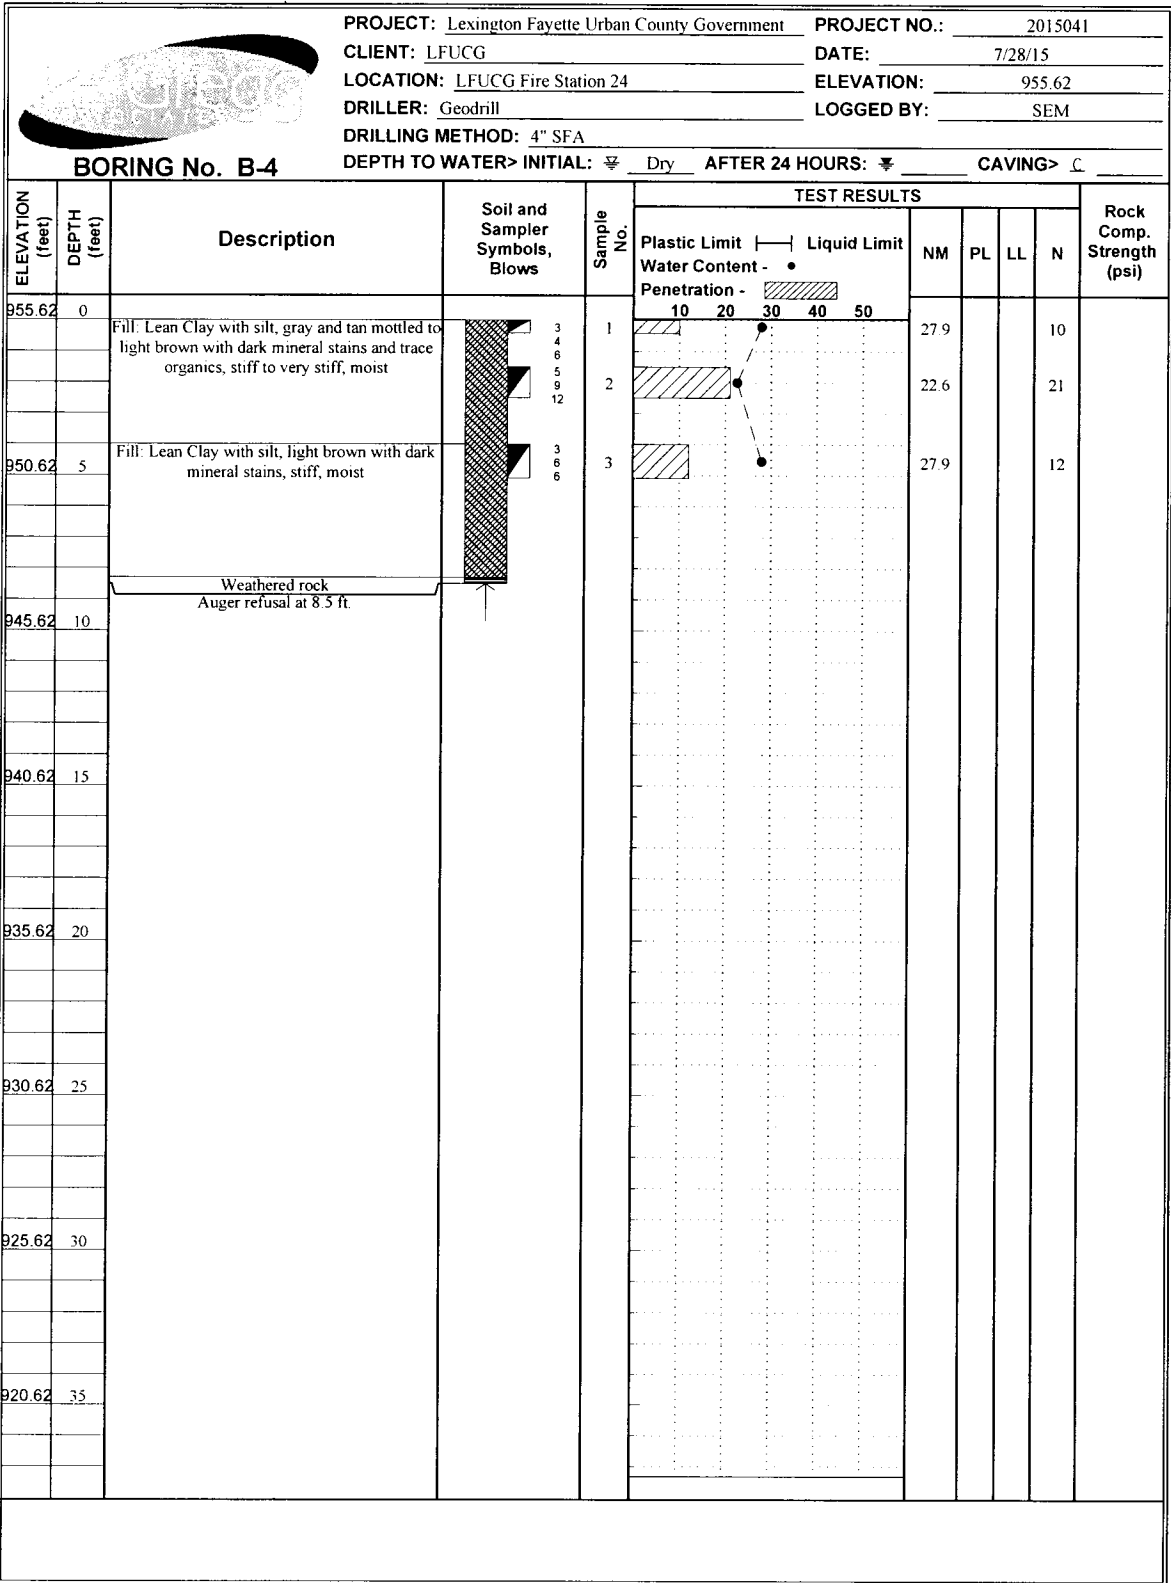 PROJECT: Lexington Fayette Urban County Government PROJECT NO.: 2015041
CLIENT: LFUCG DATE: 7/28/15
LOCATION: LFUCG Fire Station 24 ELEVATION: 955.62
DRILLER: Geodrill LOGGED BY: SEM
DRILLING METHOD: 4" SFA
BORING No. B-4 DEPTH TO WATER> INITIAL: Dry AFTER 24 HOURS: CAVING> C
ELEVATION (feet)
DEPTH (feet)
Description
Soil and
Sampler
Symbols,
Blows
Sample No.
TEST RESULTS
Plastic Limit Liquid Limit
Water Content -
Penetration -
10 20 30 40 50
NM PL LL N
Rock
Comp.
Strength
(psi)
955.62 0
Fill: Lean Clay with silt, gray and tan mottled to 3 1 27.9 10
light brown with dark mineral stains and trace 4
organics, stiff to very stiff, moist 6
5
9 2 22.6 21
12
Fill: Lean Clay with silt, light brown with dark 3
950.62 5 mineral stains, stiff, moist 6 3 27.9 12
6
Weathered rock
Auger refusal at 8.5 ft.
945.62 10
940.62 15
935.62 20
930.62 25
925.62 30
920.62 35